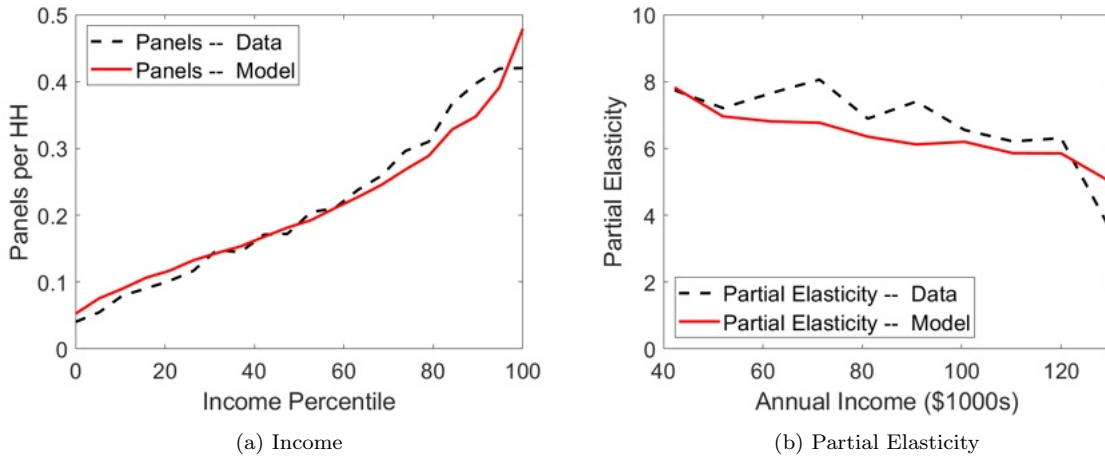 0.5
0.4
0.3
0.2
0.1
0
Panels per HH
Panels -- Data
Panels -- Model
0 20 40 60 80 100
Income Percentile
(a) Income
10
8
6
4
2
0
Partial Elasticity
Partial Elasticity -- Data
Partial Elasticity -- Model
40 60 80 100 120
Annual Income ($1000s)
(b) Partial Elasticity